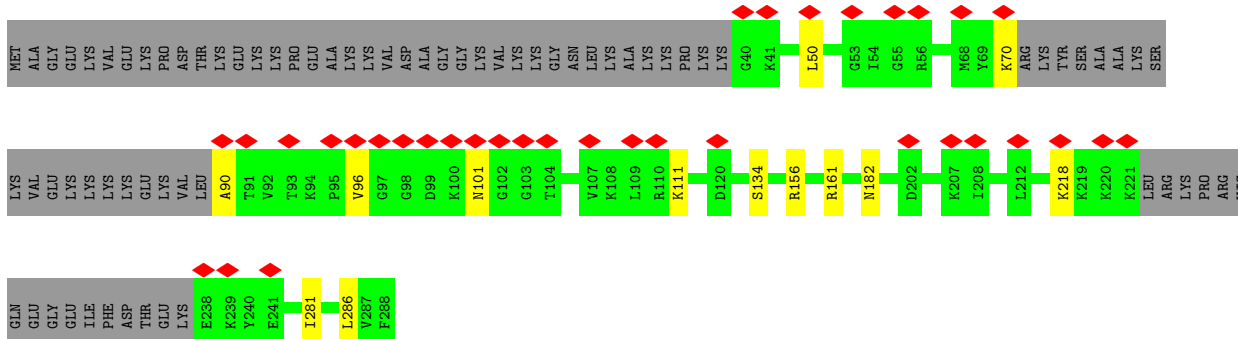 MET ALA GLY GLU LYS VAL GLU LYS PRO ASP THR LYS GLU LYS LYS PRO GLU ALA LYS LYS VAL ASP ALA GLY GLY LYS VAL LYS LYS GLY ASN LEU LYS ALA LYS LYS PRO LYS LYS G40 K41 L50 G53 I54 G55 R56 M68 Y69 K70 ARG LYS TYR SER ALA ALA LYS SER
LYS VAL GLU LYS LYS LYS LYS GLU LYS VAL LEU A90 T91 V92 T93 K94 P95 V96 G97 G98 D99 K100 N101 G102 G103 T104 V107 K108 L109 R110 K111 D120 S134 R156 R161 N182 D202 K207 I208 L212 K218 K219 K220 K221 LEU ARG LYS PRO ARG
GLN GLU GLY GLU ILE PHE ASP THR GLU LYS E238 K239 Y240 E241 I281 L286 V287 F288